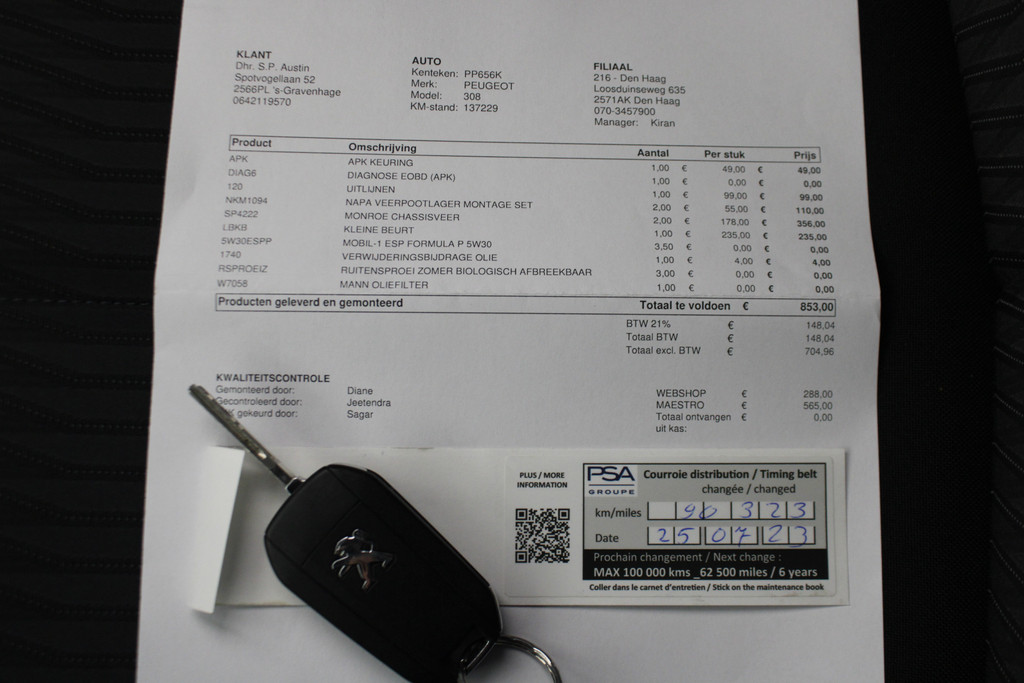 KLANT
Dhr. S.P. Austin
Spotvogellaan 52
2566PL 's-Gravenhage
0642119570
AUTO
Kenteken: PP656K
Merk: PEUGEOT
Model: 308
KM-stand: 137229
FILIAAL
216 - Den Haag
Loosduinseweg 635
2571AK Den Haag
070-3457900
Manager: Kiran
Product Omschrijving Aantal Per stuk Prijs
APK APK KEURING 1,00 € 49,00 € 49,00
DIAG6 DIAGNOSE EOBD (APK) 1,00 € 0,00 € 0,00
120 UITLIJNEN 1,00 € 99,00 € 99,00
NKM1094 NAPA VEERPOOTLAGER MONTAGE SET 2,00 € 55,00 € 110,00
SP4222 MONROE CHASSISVEER 2,00 € 178,00 € 356,00
LBKB KLEINE BEURT 1,00 € 235,00 € 235,00
5W30ESPP MOBIL-1 ESP FORMULA P 5W30 3,50 € 0,00 € 0,00
1740 VERWIJDERINGSBIJDRAGE OLIE 1,00 € 4,00 € 4,00
RSPROEIZ RUITENSPROEI ZOMER BIOLOGISCH AFBREEKBAAR 3,00 € 0,00 € 0,00
W7058 MANN OLIEFILTER 1,00 € 0,00 € 0,00
Producten geleverd en gemonteerd Totaal te voldoen € 853,00
BTW 21% € 148,04
Totaal BTW € 148,04
Totaal excl. BTW € 704,96
KWALITEITSCONTROLE
Gemonteerd door: Diane
Gecontroleerd door: Jeetendra
gekeurd door: Sagar
WEBSHOP € 288,00
MAESTRO € 565,00
Totaal ontvangen € 0,00
uit kas:
PLUS / MORE
INFORMATION
PSA
GROUPE
Courroie distribution / Timing belt
changée / changed
km/miles 90 323
Date 25 07 23
Prochain changement / Next change :
MAX 100 000 kms _62 500 miles / 6 years
Coller dans le carnet d'entretien / Stick on the maintenance book